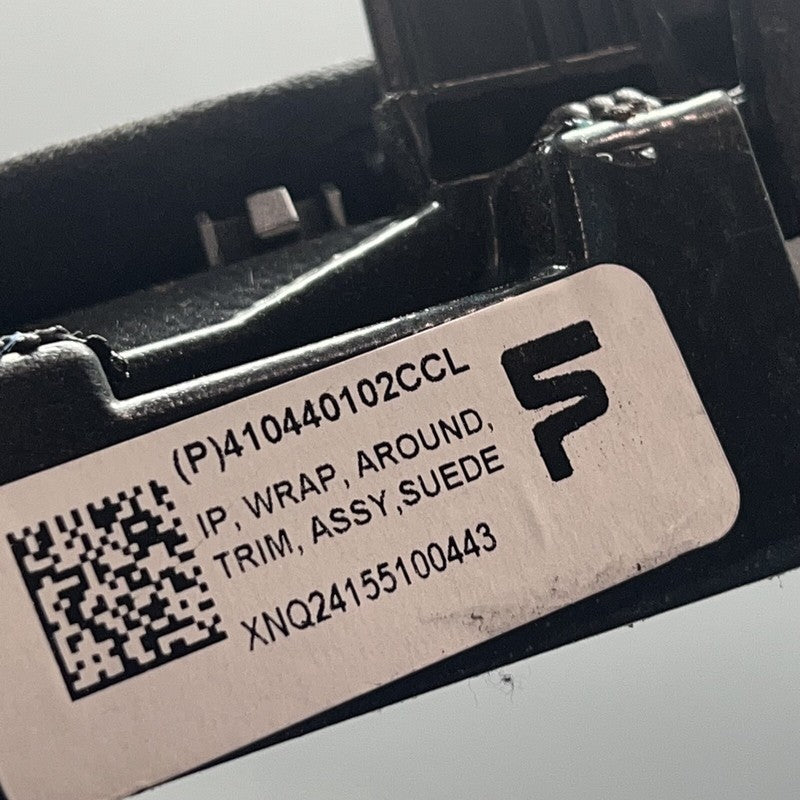 (P)410440102CCL
IP, WRAP, AROUND,
TRIM, ASSY,SUEDE
XNQ24155100443